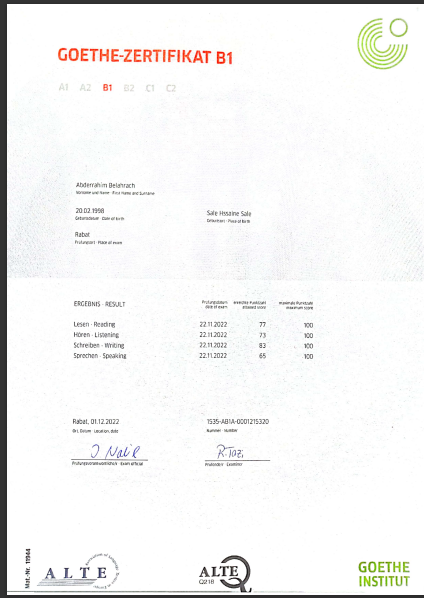 GOETHE-ZERTIFIKAT B1
A1 A2 B1 B2 C1 C2
Abderrahim Belahrach
Vorname und Name · First Name and Surname
20.02.1998
Geburtsdatum · Date of birth
Sale Hssaine Sale
Geburtsort · Place of Birth
Rabat
Prüfungsort · Place of exam
ERGEBNIS · RESULT
Prüfungsdatum erreichte Punktzahl maximale Punktzahl
date of exam attained score maximum score
Lesen · Reading 22.11.2022 77 100
Hören · Listening 22.11.2022 73 100
Schreiben · Writing 22.11.2022 83 100
Sprechen · Speaking 22.11.2022 65 100
Rabat, 01.12.2022
Ort, Datum · Location, date
1535-AB1A-0001215320
Nummer · Number
Prüfungsverantwortliche/r · Exam official
Prüfende/r · Examiner
Mat.-Nr. 11944
ALTE
ALTE
Q218
GOETHE
INSTITUT